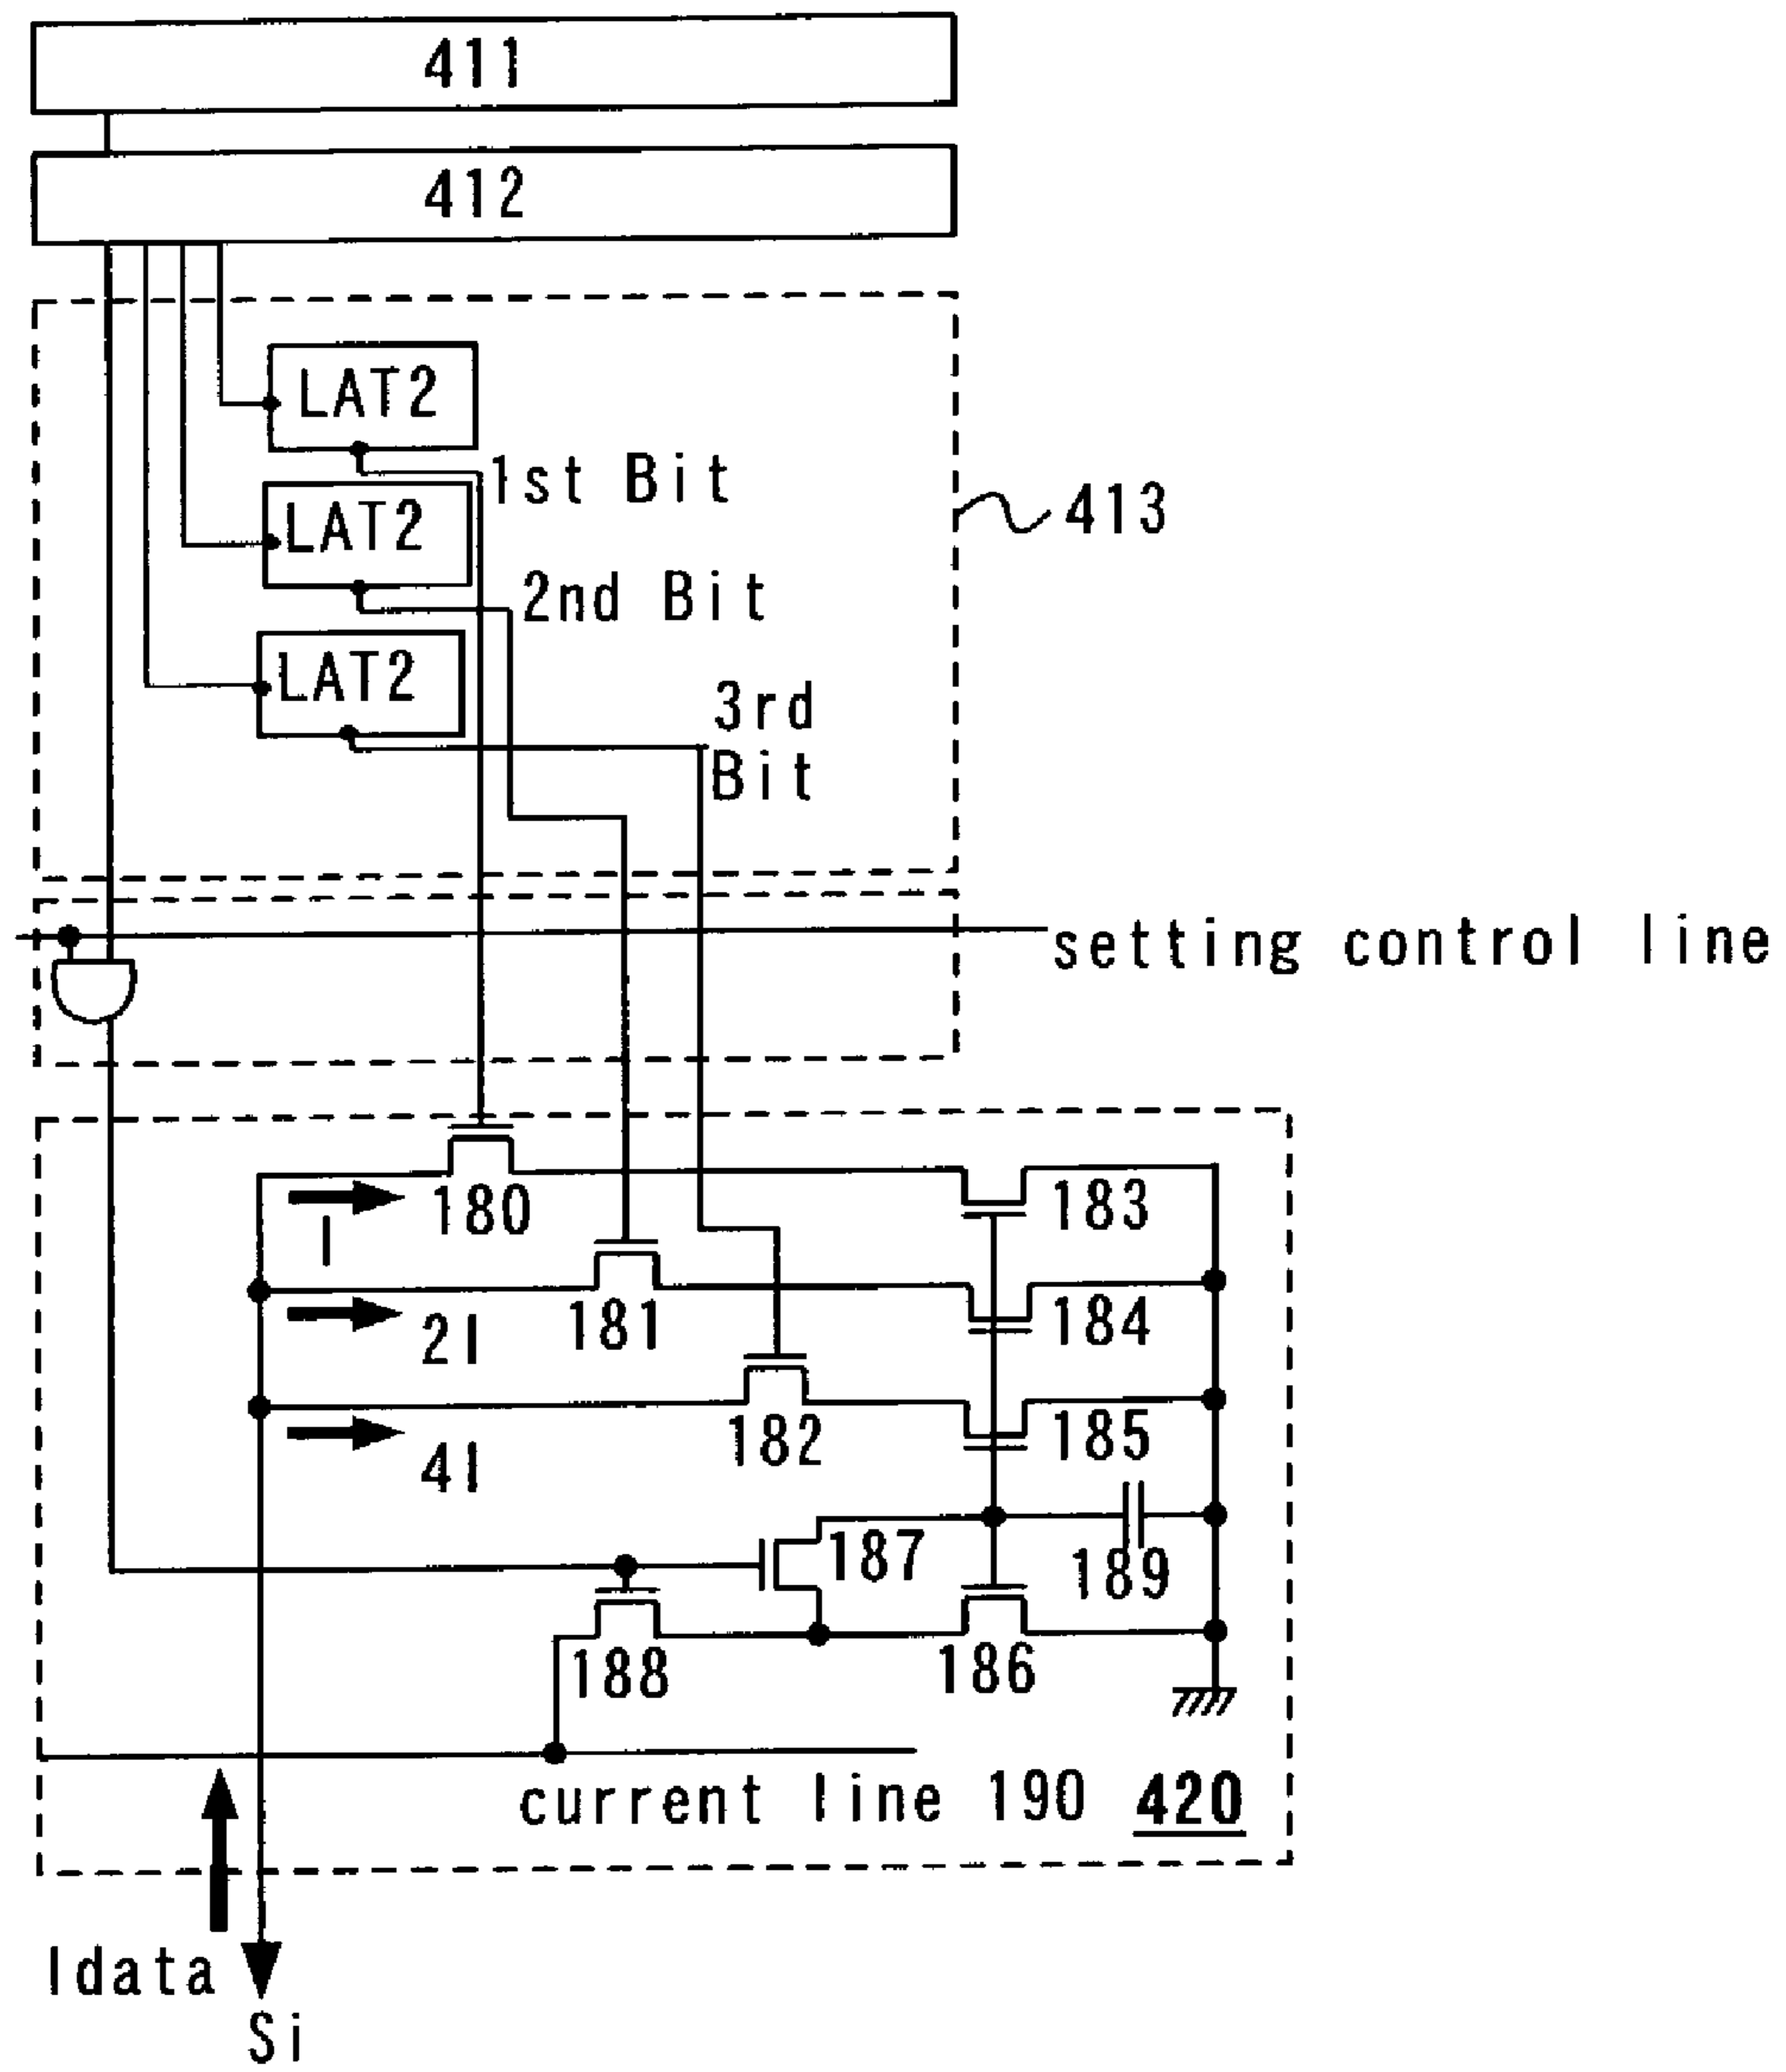 411
412
LAT2
1st Bit
LAT2
413
2nd Bit
LAT2
3rd
Bit
setting control line
180
183
I
181
184
2I
182
185
4I
187
189
188
186
current line 190
420
Idata
Si